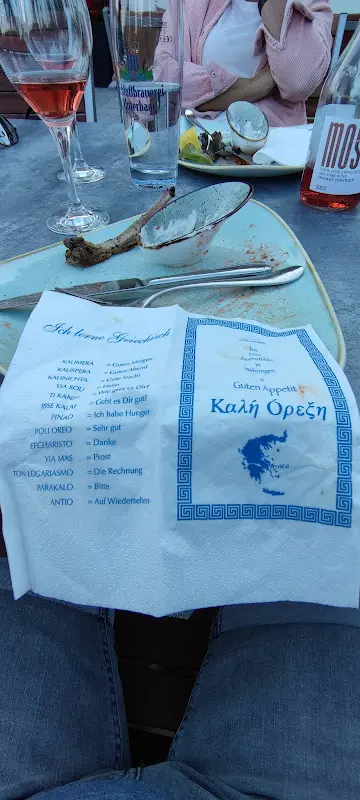 MOS
2022
Ich lerne Griechisch
KALIMERA = Guten Morgen
KALISPERA = Guten Abend
KALINICHTA = Gute Nacht
YIA SOU = Hallo
TI KANIS = Wie geht es Dir?
ISSE KALA? = Geht es Dir gut?
PINAO = Ich habe Hunger
POLI OREO = Sehr gut
EFCHARISTO = Danke
YIA MAS = Prost
TON LOGARIASMO = Die Rechnung
PARAKALO = Bitte
ANTIO = Auf Wiedersehen
Guten Appetit
Καλή Όρεξη